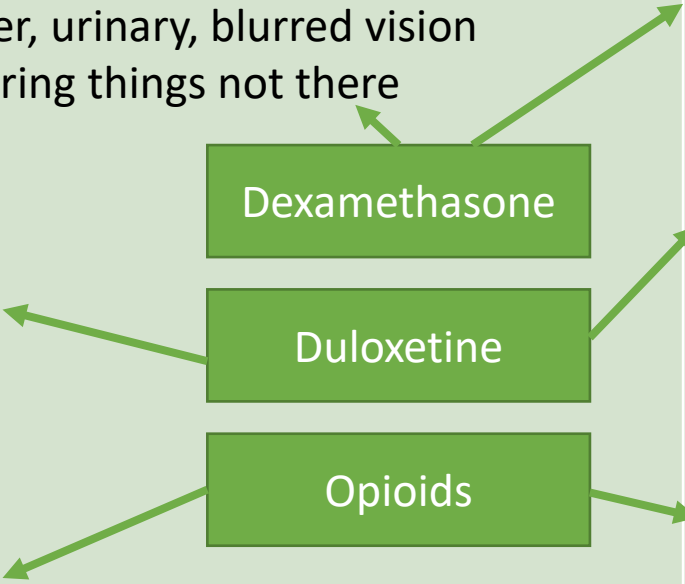 er, urinary, blurred vision
ring things not there
Dexamethasone
Duloxetine
Opioids